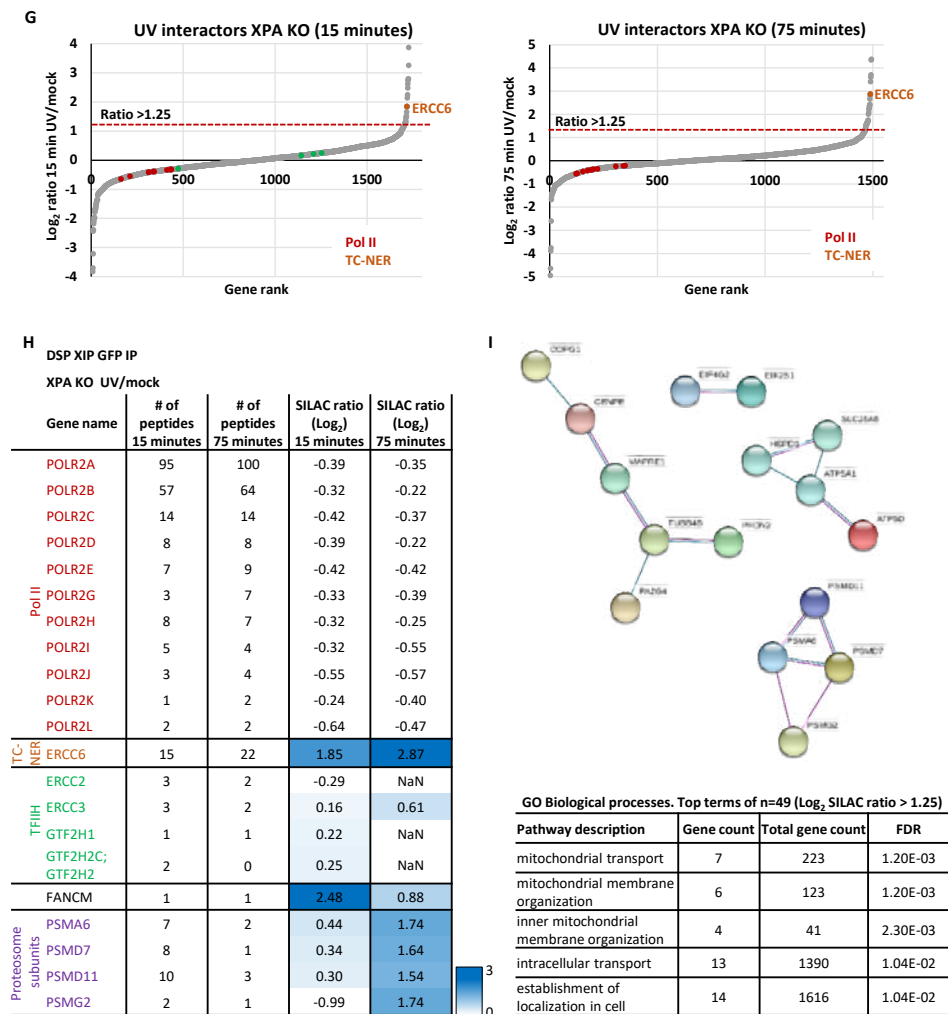 G
UV interactors XPA KO (15 minutes)
Log2 ratio 15 min UV/mock
4
3
2
1
0
-1
-2
-3
-4
Ratio >1.25
ERCC6
0
500
1000
1500
Pol II
TC-NER
Gene rank
UV interactors XPA KO (75 minutes)
Log2 ratio 75 min UV/mock
5
4
3
2
1
0
-1
-2
-3
-4
-5
Ratio >1.25
ERCC6
0
500
1000
1500
Pol II
TC-NER
Gene rank
H
DSP XIP GFP IP
XPA KO UV/mock
Gene name | # of peptides 15 minutes | # of peptides 75 minutes | SILAC ratio (Log2) 15 minutes | SILAC ratio (Log2) 75 minutes
Pol II
POLR2A 95 100 -0.39 -0.35
POLR2B 57 64 -0.32 -0.22
POLR2C 14 14 -0.42 -0.37
POLR2D 8 8 -0.39 -0.22
POLR2E 7 9 -0.42 -0.42
POLR2G 3 7 -0.33 -0.39
POLR2H 8 7 -0.32 -0.25
POLR2I 5 4 -0.32 -0.55
POLR2J 3 4 -0.55 -0.57
POLR2K 1 2 -0.24 -0.40
POLR2L 2 2 -0.64 -0.47
TC-
NER
ERCC6 15 22 1.85 2.87
TFIIH
ERCC2 3 2 -0.29 NaN
ERCC3 3 2 0.16 0.61
GTF2H1 1 1 0.22 NaN
GTF2H2C;
GTF2H2 2 0 0.25 NaN
FANCM 1 1 2.48 0.88
Proteosome
subunits
PSMA6 7 2 0.44 1.74
PSMD7 8 1 0.34 1.64
PSMD11 10 3 0.30 1.54
PSMG2 2 1 -0.99 1.74
3
0
I
CENPE
MAPRE1
TUBB4B
EIF4G2
EIF2S1
HSPD1
ATP5A1
PSMD11
PSMA6
PSMD7
PSMG2
GO Biological processes. Top terms of n=49 (Log2 SILAC ratio > 1.25)
Pathway description | Gene count | Total gene count | FDR
mitochondrial transport 7 223 1.20E-03
mitochondrial membrane
organization 6 123 1.20E-03
inner mitochondrial
membrane organization 4 41 2.30E-03
intracellular transport 13 1390 1.04E-02
establishment of
localization in cell 14 1616 1.04E-02